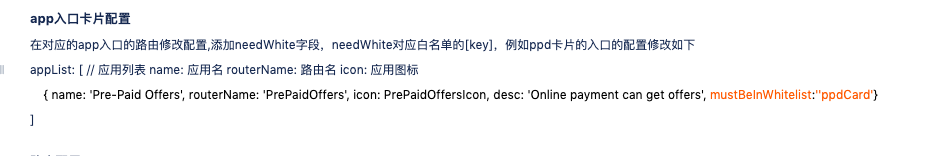 app入口卡片配置
在对应的app入口的路由修改配置,添加needWhite字段，needWhite对应白名单的[key]，例如ppd卡片的入口的配置修改如下
appList: [ // 应用列表 name: 应用名 routerName: 路由名 icon: 应用图标
{ name: 'Pre-Paid Offers', routerName: 'PrePaidOffers', icon: PrePaidOffersIcon, desc: 'Online payment can get offers', mustBeInWhitelist:''ppdCard'}
]